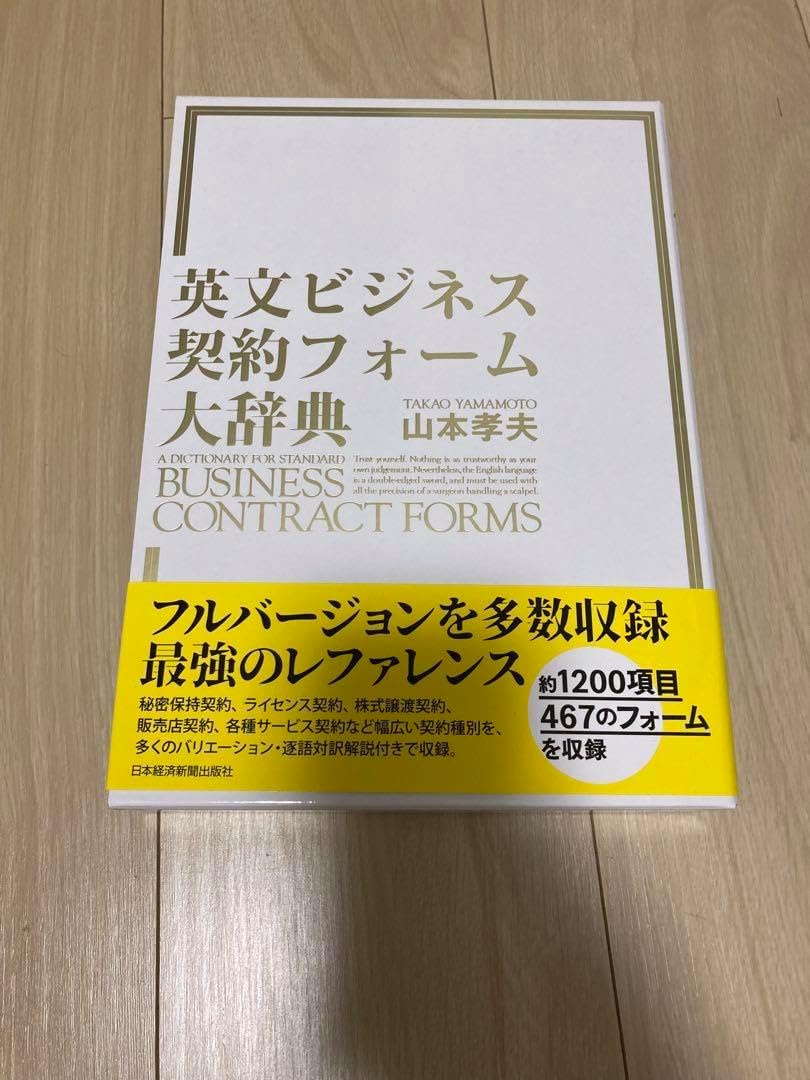 英文ビジネス
契約フォーム
大辞典
TAKAO YAMAMOTO
山本孝夫
A DICTIONARY FOR STANDARD
BUSINESS
CONTRACT FORMS
Trust yourself. Nothing is as trustworthy as your
own judgement. Nevertheless, the English language
is a double-edged sword, and must be used with
all the precision of a surgeon handling a scalpel.
フルバージョンを多数収録
最強のレファレンス
秘密保持契約、ライセンス契約、株式譲渡契約、
販売店契約、各種サービス契約など幅広い契約種別を、
多くのバリエーション・逐語対訳解説付きで収録。
約1200項目
467のフォーム
を収録
日本経済新聞出版社